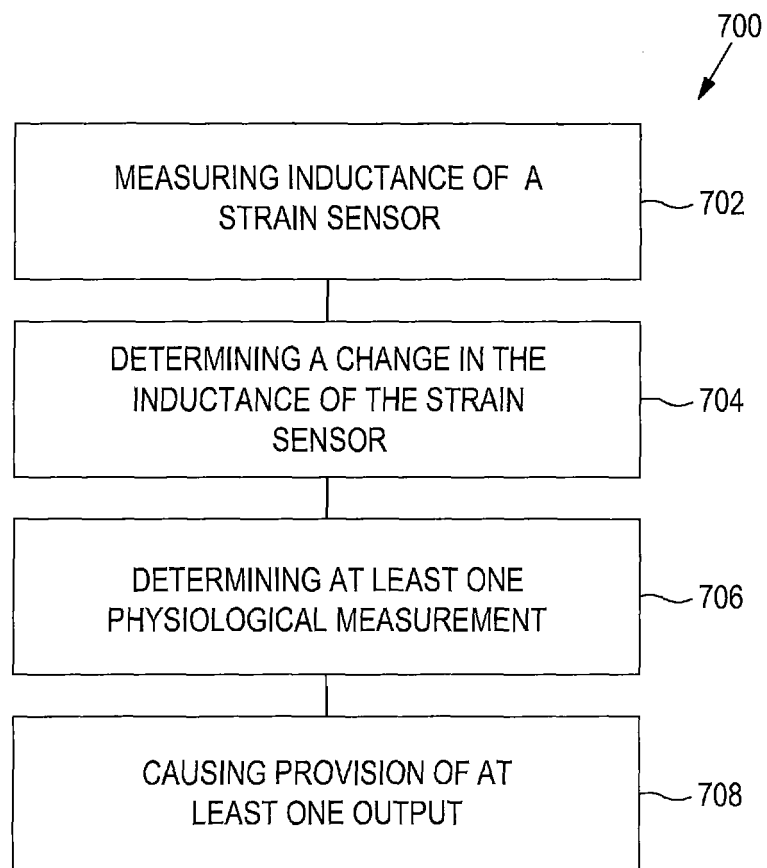 700
MEASURING INDUCTANCE OF A
STRAIN SENSOR
702
DETERMINING A CHANGE IN THE
INDUCTANCE OF THE STRAIN
SENSOR
704
DETERMINING AT LEAST ONE
PHYSIOLOGICAL MEASUREMENT
706
CAUSING PROVISION OF AT
LEAST ONE OUTPUT
708